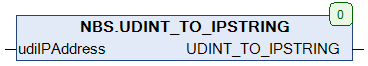 0
NBS.UDINT_TO_IPSTRING
udiIPAddress UDINT_TO_IPSTRING